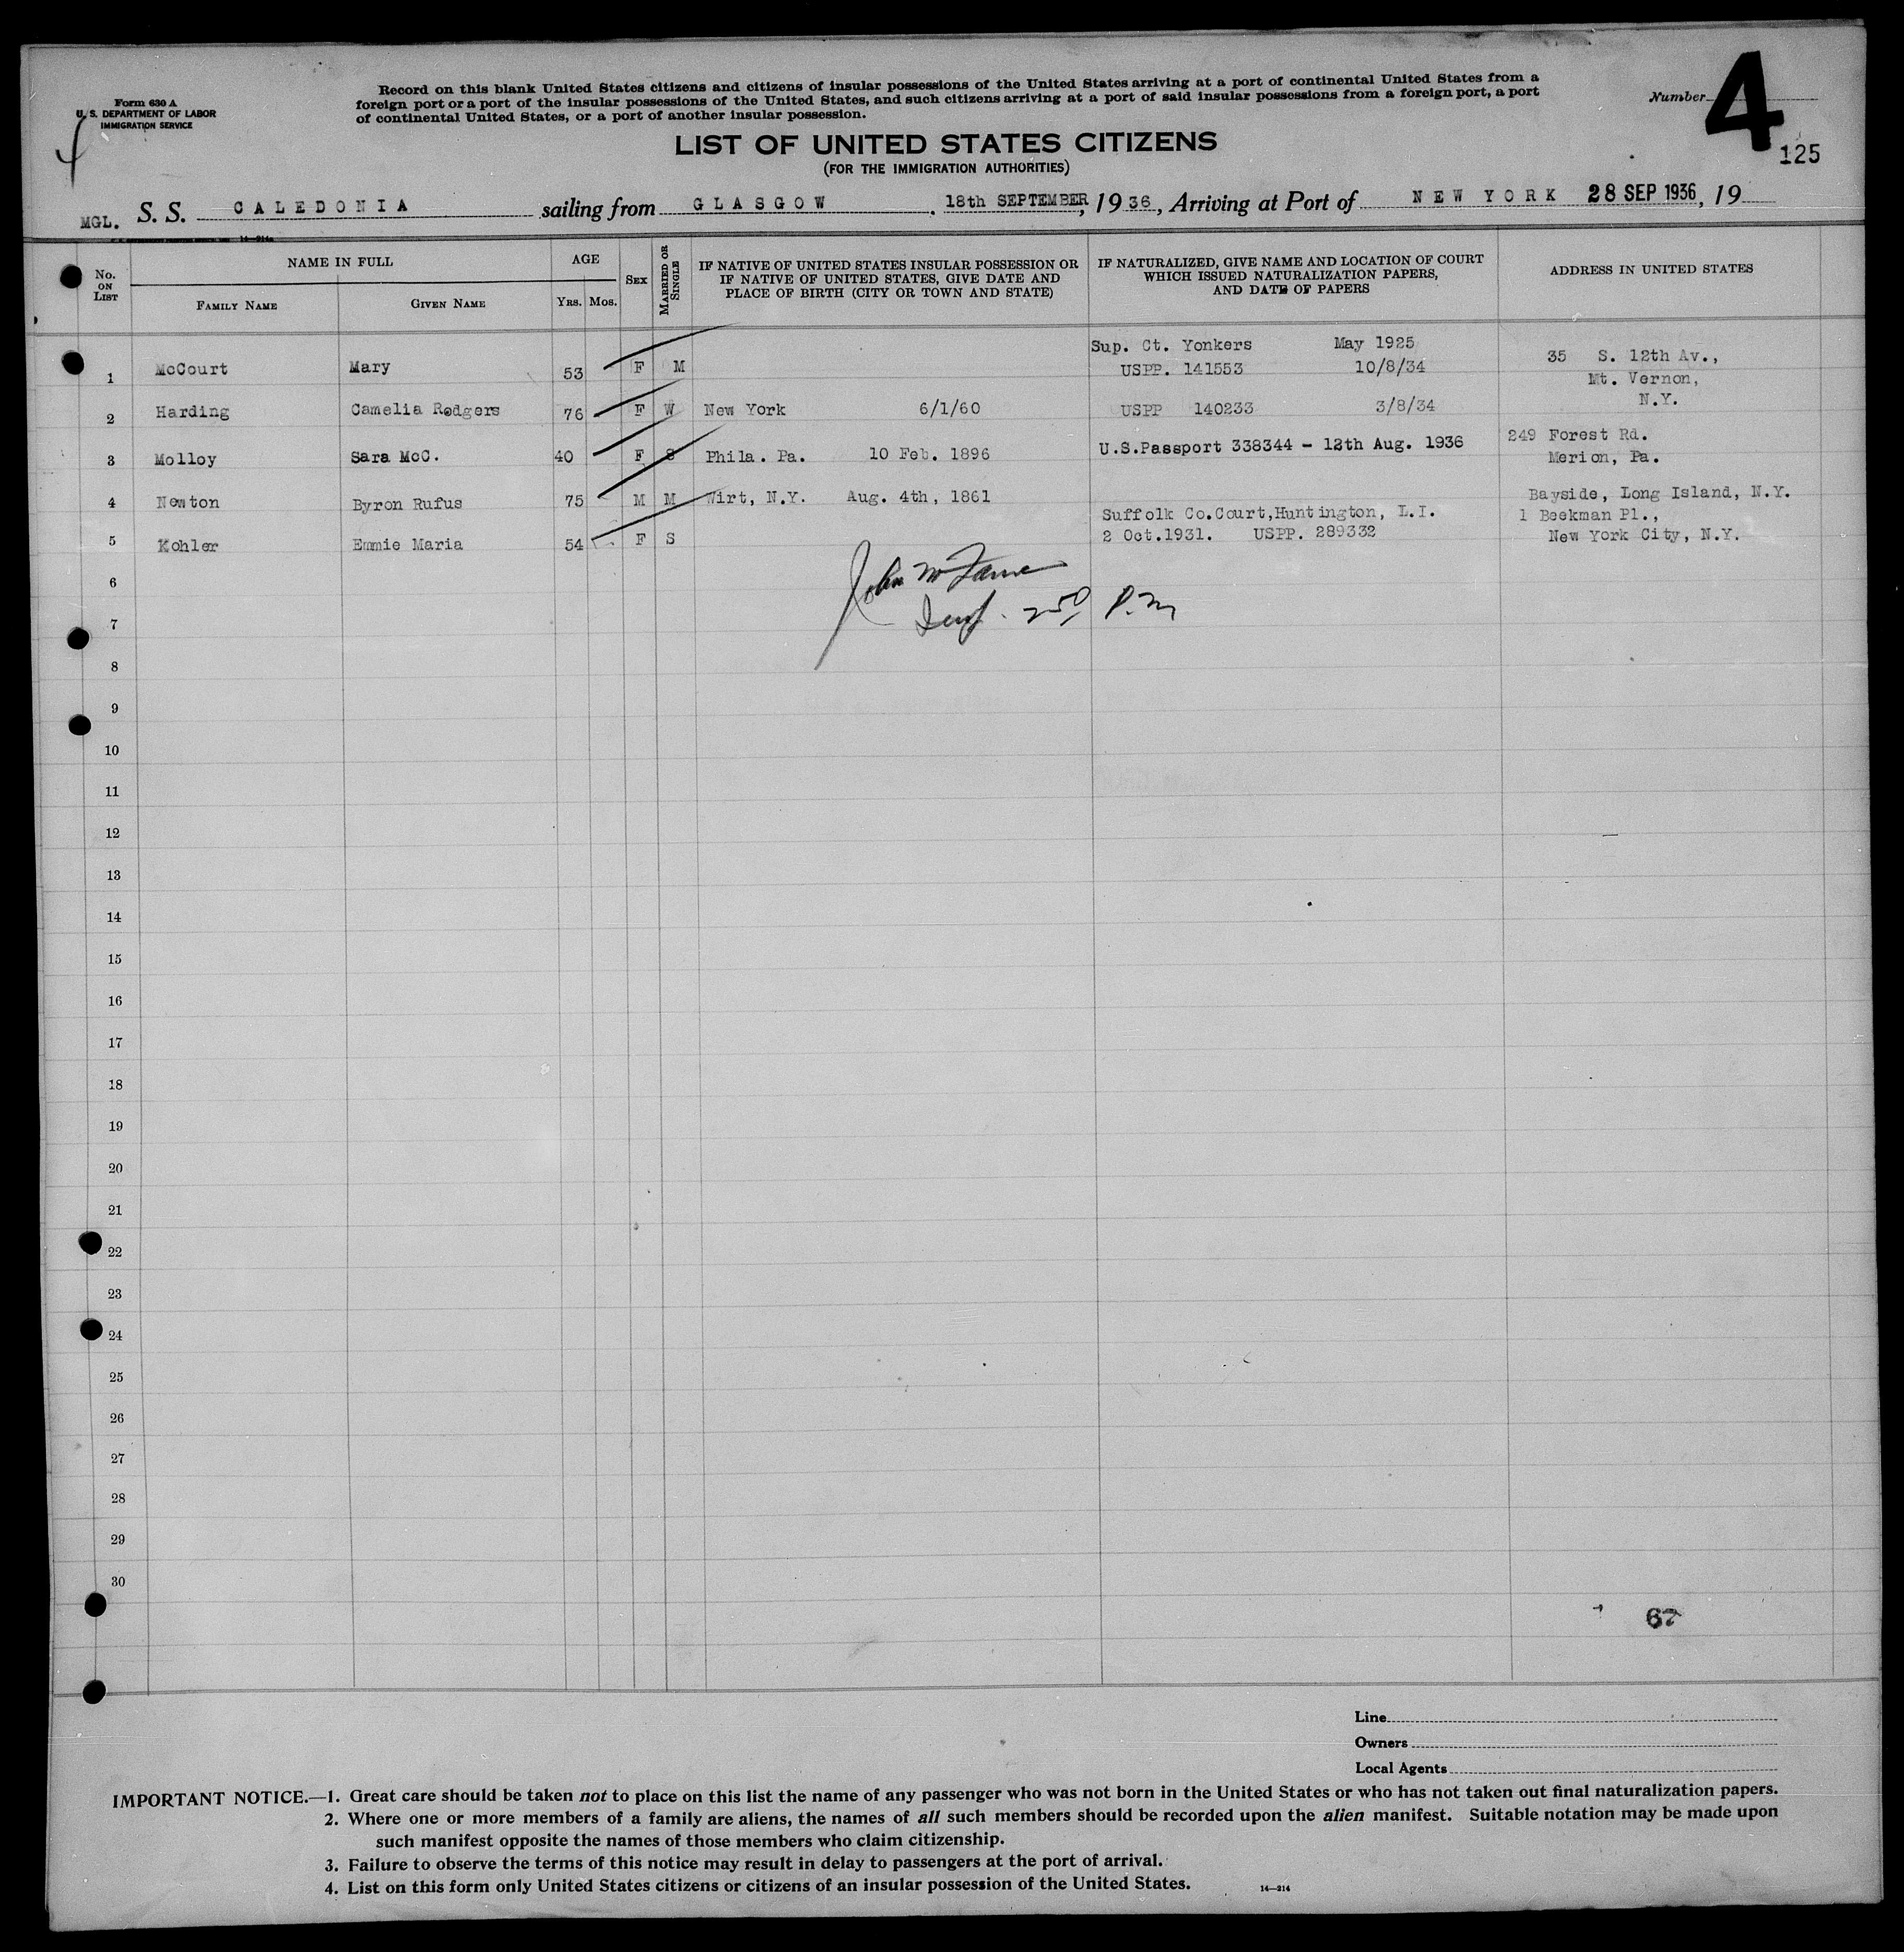 Form 630 A
U. S. DEPARTMENT OF LABOR
IMMIGRATION SERVICE
Record on this blank United States citizens and citizens of insular possessions of the United States arriving at a port of continental United States from a
foreign port or a port of the insular possessions of the United States, and such citizens arriving at a port of said insular possessions from a foreign port, a port
of continental United States, or a port of another insular possession.
Number 4
125
LIST OF UNITED STATES CITIZENS
(FOR THE IMMIGRATION AUTHORITIES)
MGL. S. S. CALEDONIA sailing from GLASGOW . 18th SEPTEMBER, 1936, Arriving at Port of NEW YORK 28 SEP 1936, 19
14—214a
No. ON LIST
NAME IN FULL
FAMILY NAME GIVEN NAME
AGE
YRS. MOS.
SEX
MARRIED OR SINGLE
IF NATIVE OF UNITED STATES INSULAR POSSESSION OR
IF NATIVE OF UNITED STATES, GIVE DATE AND
PLACE OF BIRTH (CITY OR TOWN AND STATE)
IF NATURALIZED, GIVE NAME AND LOCATION OF COURT
WHICH ISSUED NATURALIZATION PAPERS,
AND DATE OF PAPERS
ADDRESS IN UNITED STATES
Sup. Ct. Yonkers May 1925
1 McCourt Mary 53 F M USPP. 141553 10/8/34 35 S. 12th Av.,
Mt. Vernon,
N.Y.
2 Harding Camelia Rodgers 76 F W New York 6/1/60 USPP 140233 3/8/34
3 Molloy Sara McC. 40 F S Phila. Pa. 10 Feb. 1896 U.S.Passport 338344 - 12th Aug. 1936 249 Forest Rd.
Merion, Pa.
4 Newton Byron Rufus 75 M M Wirt, N.Y. Aug. 4th, 1861 Bayside, Long Island, N.Y.
Suffolk Co.Court,Huntington, L.I. 1 Beekman Pl.,
5 Kohler Emmie Maria 54 F S 2 Oct.1931. USPP. 289332 New York City, N.Y.
John
P.M
6
7
8
9
10
11
12
13
14
15
16
17
18
19
20
21
22
23
24
25
26
27
28
29
30
67
Line
Owners
Local Agents
IMPORTANT NOTICE.—1. Great care should be taken not to place on this list the name of any passenger who was not born in the United States or who has not taken out final naturalization papers.
2. Where one or more members of a family are aliens, the names of all such members should be recorded upon the alien manifest. Suitable notation may be made upon
such manifest opposite the names of those members who claim citizenship.
3. Failure to observe the terms of this notice may result in delay to passengers at the port of arrival.
4. List on this form only United States citizens or citizens of an insular possession of the United States.
14—214